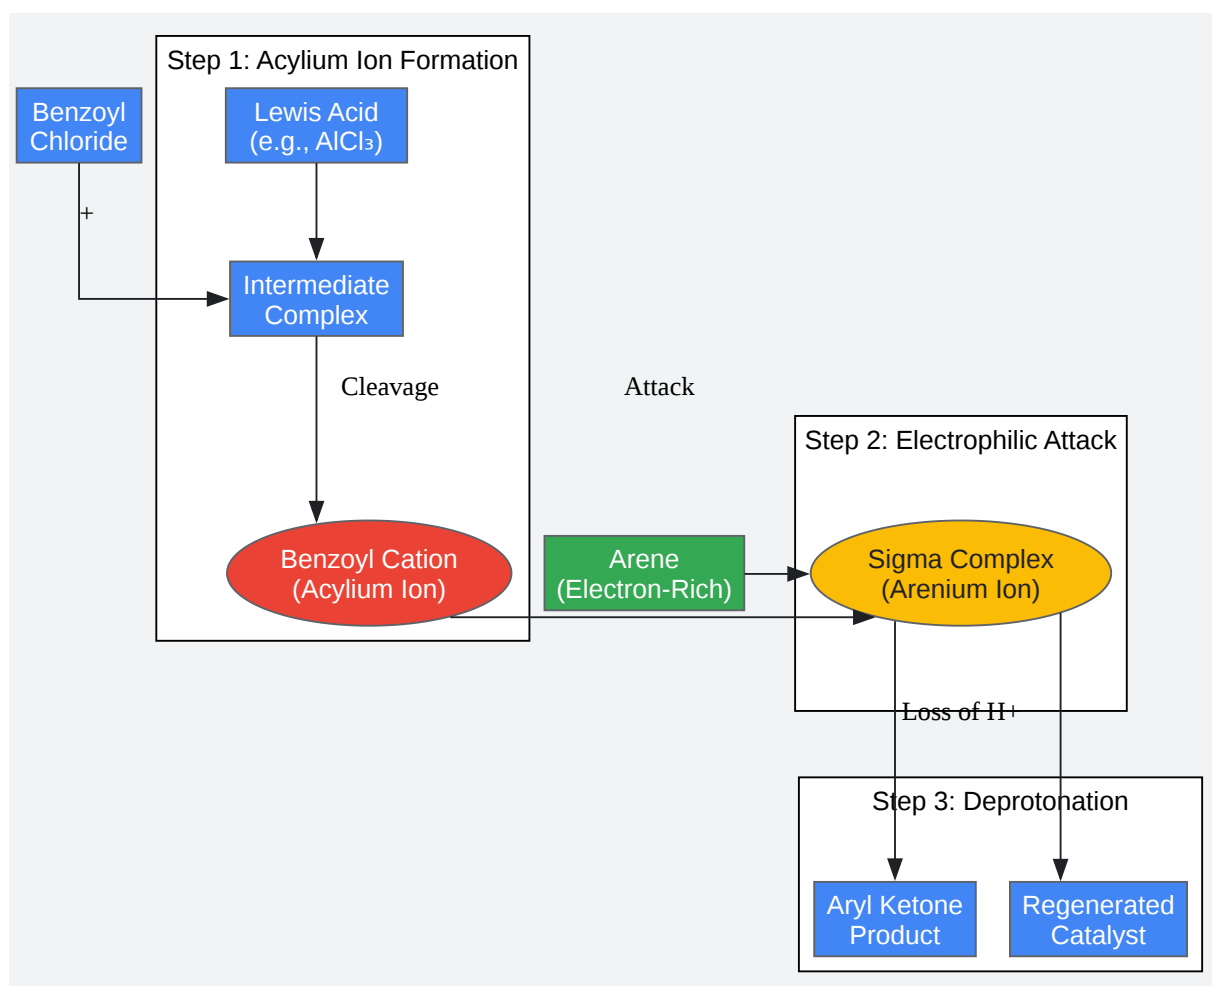 Step 1: Acylium Ion Formation
Benzoyl
Chloride
Lewis Acid
(e.g., AlCl₃)
+
Intermediate
Complex
Cleavage
Attack
Step 2: Electrophilic Attack
Benzoyl Cation
(Acylium Ion)
Arene
(Electron-Rich)
Sigma Complex
(Arenium Ion)
Loss of H+
Step 3: Deprotonation
Aryl Ketone
Product
Regenerated
Catalyst